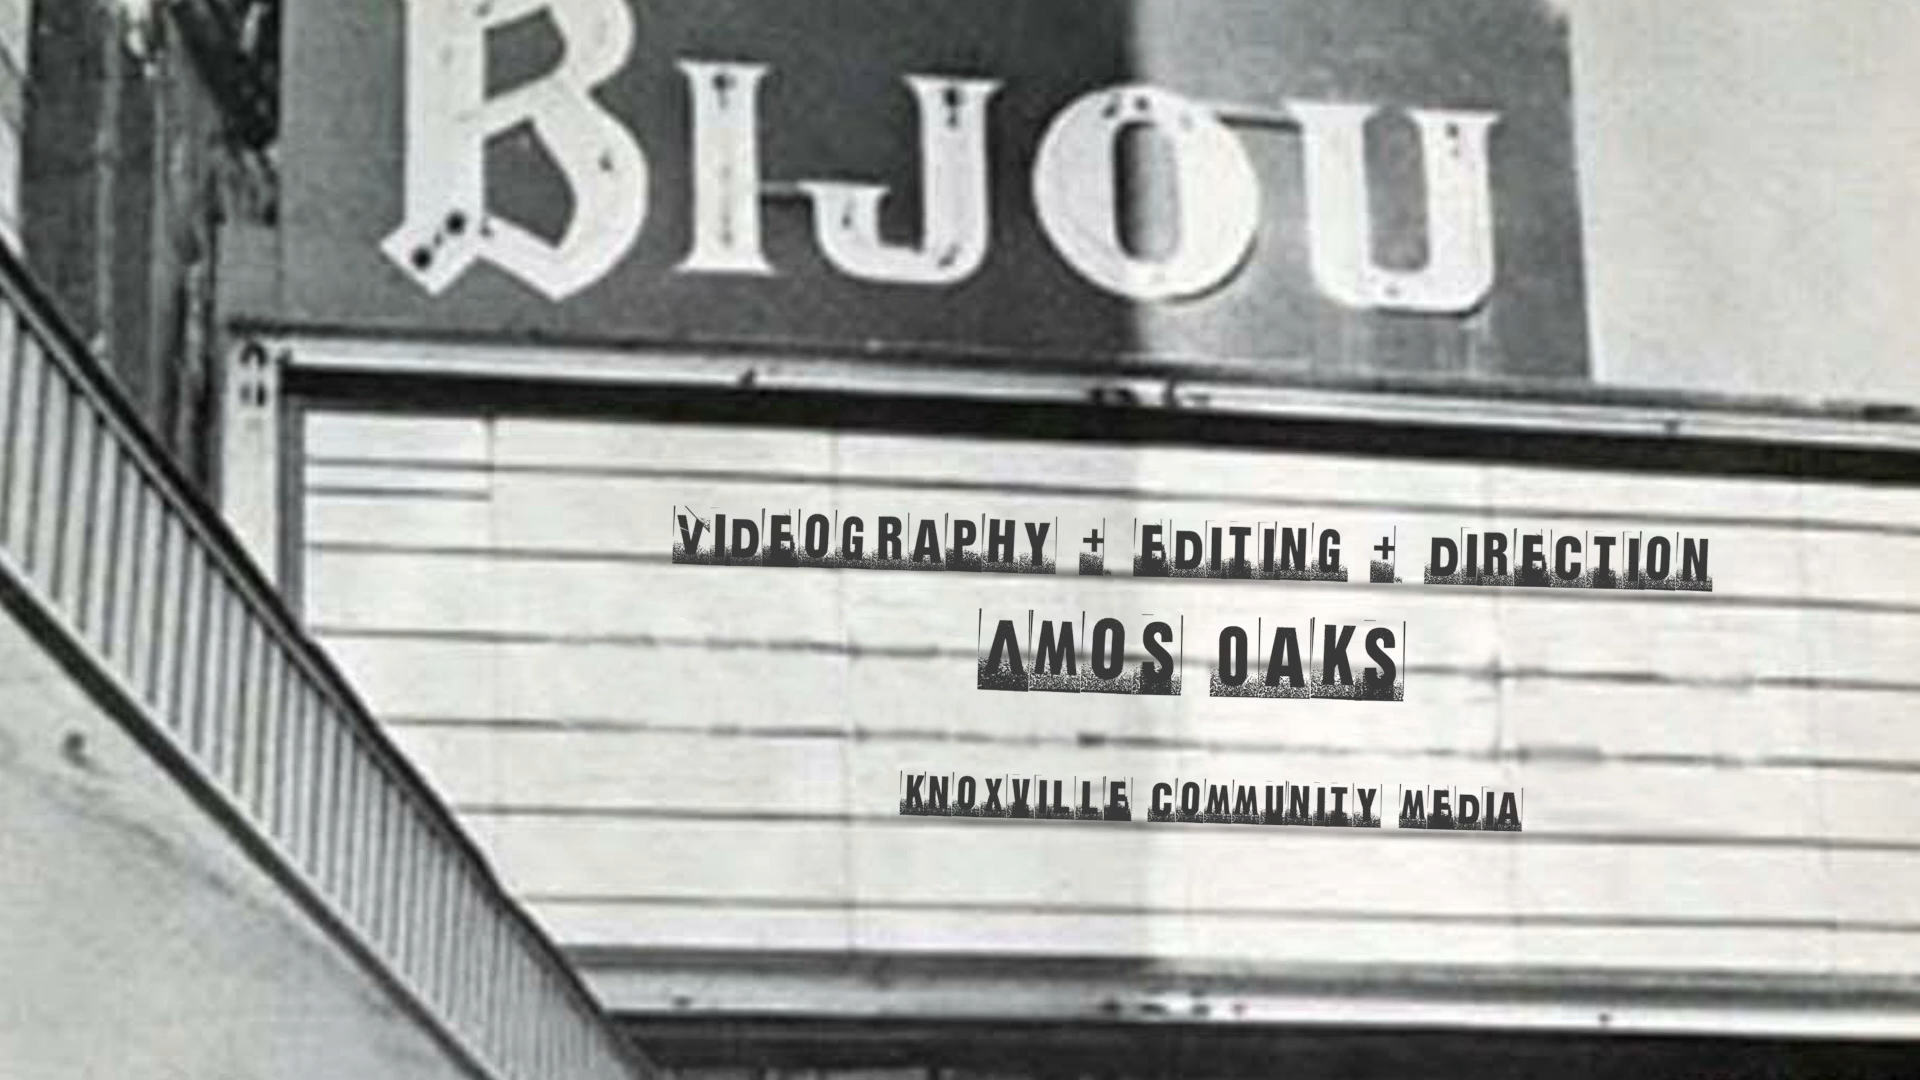 BIJOU
VIDEOGRAPHY + EDITING + DIRECTION
AMOS OAKS
KNOXVILLE COMMUNITY MEDIA